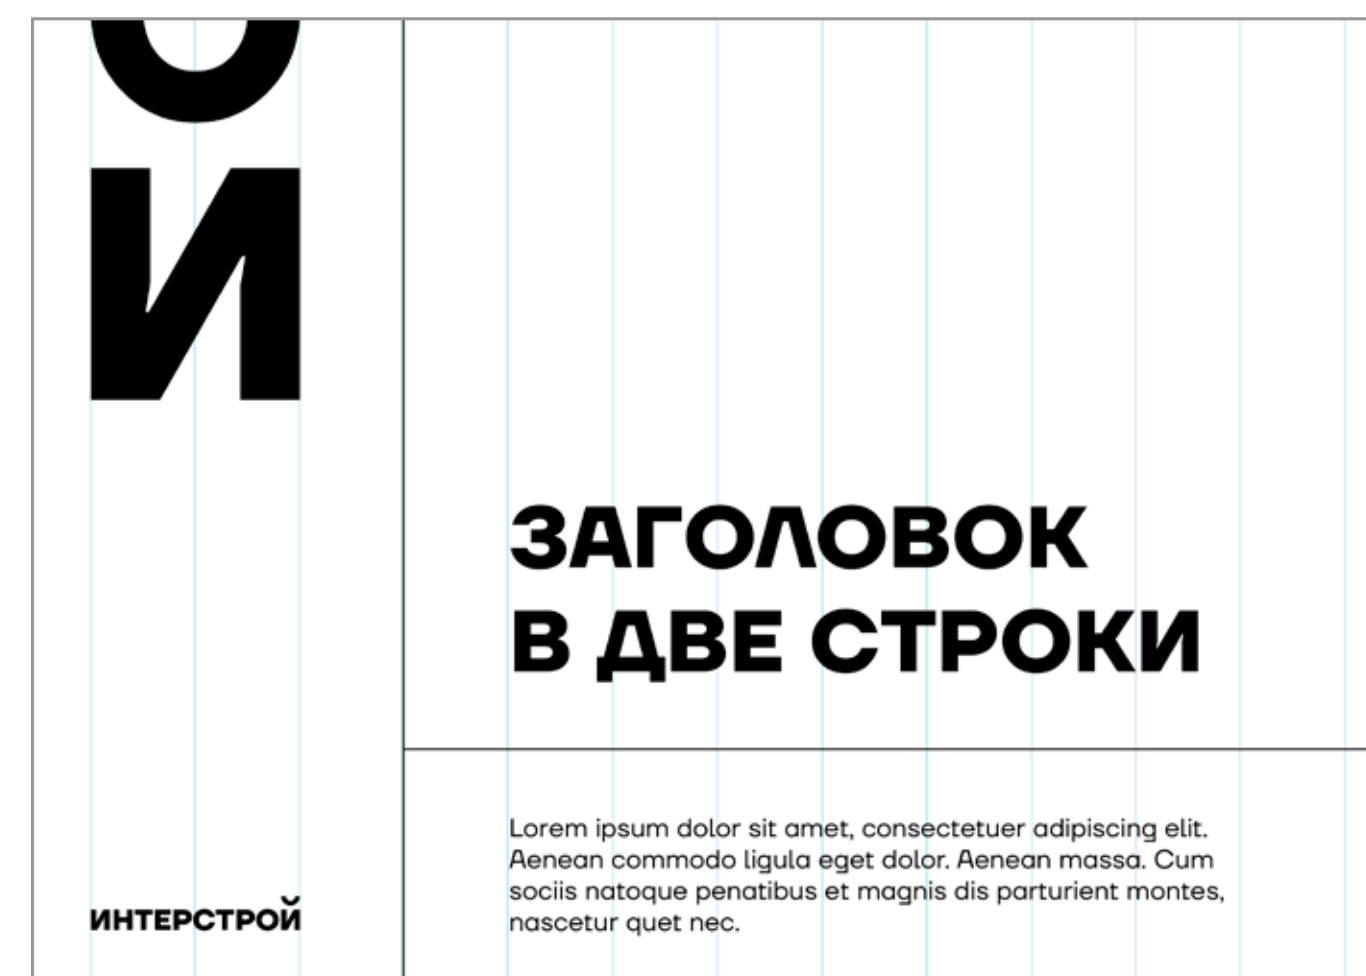 Й
ЗАГОЛОВОК
В ДВЕ СТРОКИ
Lorem ipsum dolor sit amet, consectetuer adipiscing elit.
Aenean commodo ligula eget dolor. Aenean massa. Cum
sociis natoque penatibus et magnis dis parturient montes,
nascetur quet nec.
ИНТЕРСТРОЙ